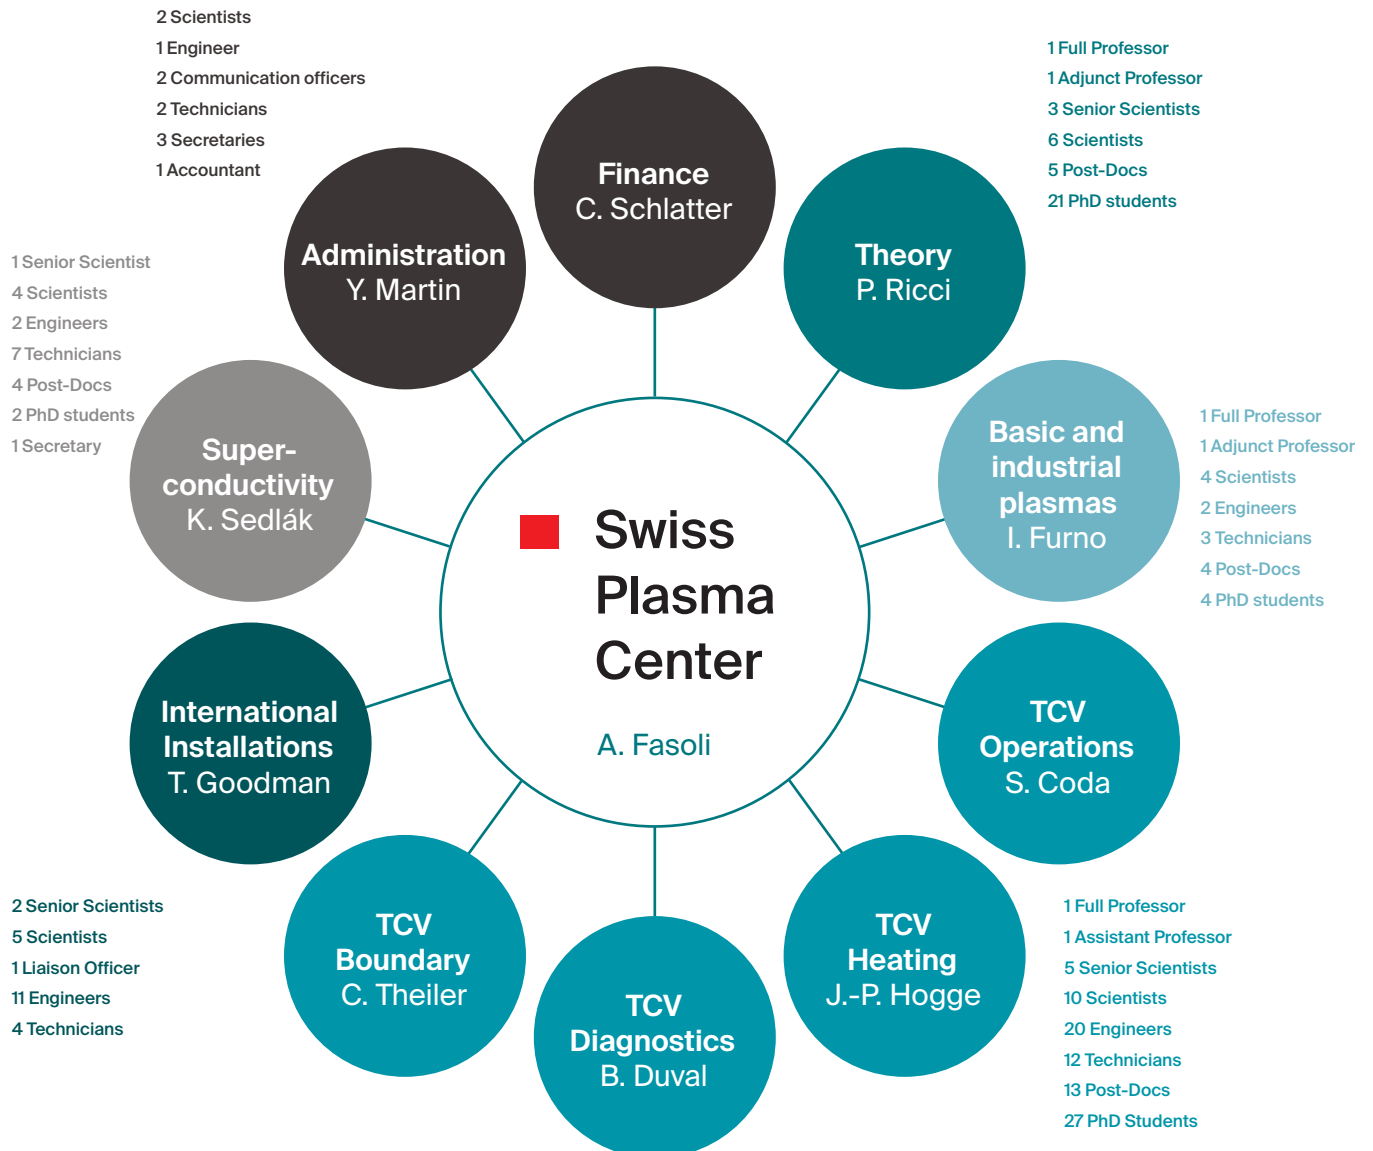 2 Scientists
1 Engineer
2 Communication officers
2 Technicians
3 Secretaries
1 Accountant
Administration
Y. Martin
Finance
C. Schlatter
1 Full Professor
1 Adjunct Professor
3 Senior Scientists
6 Scientists
5 Post-Docs
21 PhD students
Theory
P. Ricci
1 Senior Scientist
4 Scientists
2 Engineers
7 Technicians
4 Post-Docs
2 PhD students
1 Secretary
Super-
conductivity
K. Sedlák
Swiss
Plasma
Center
A. Fasoli
Basic and
industrial
plasmas
I. Furno
1 Full Professor
1 Adjunct Professor
4 Scientists
2 Engineers
3 Technicians
4 Post-Docs
4 PhD students
International
Installations
T. Goodman
2 Senior Scientists
5 Scientists
1 Liaison Officer
11 Engineers
4 Technicians
TCV
Boundary
C. Theiler
TCV
Diagnostics
B. Duval
TCV
Heating
J.-P. Hogge
TCV
Operations
S. Coda
1 Full Professor
1 Assistant Professor
5 Senior Scientists
10 Scientists
20 Engineers
12 Technicians
13 Post-Docs
27 PhD Students